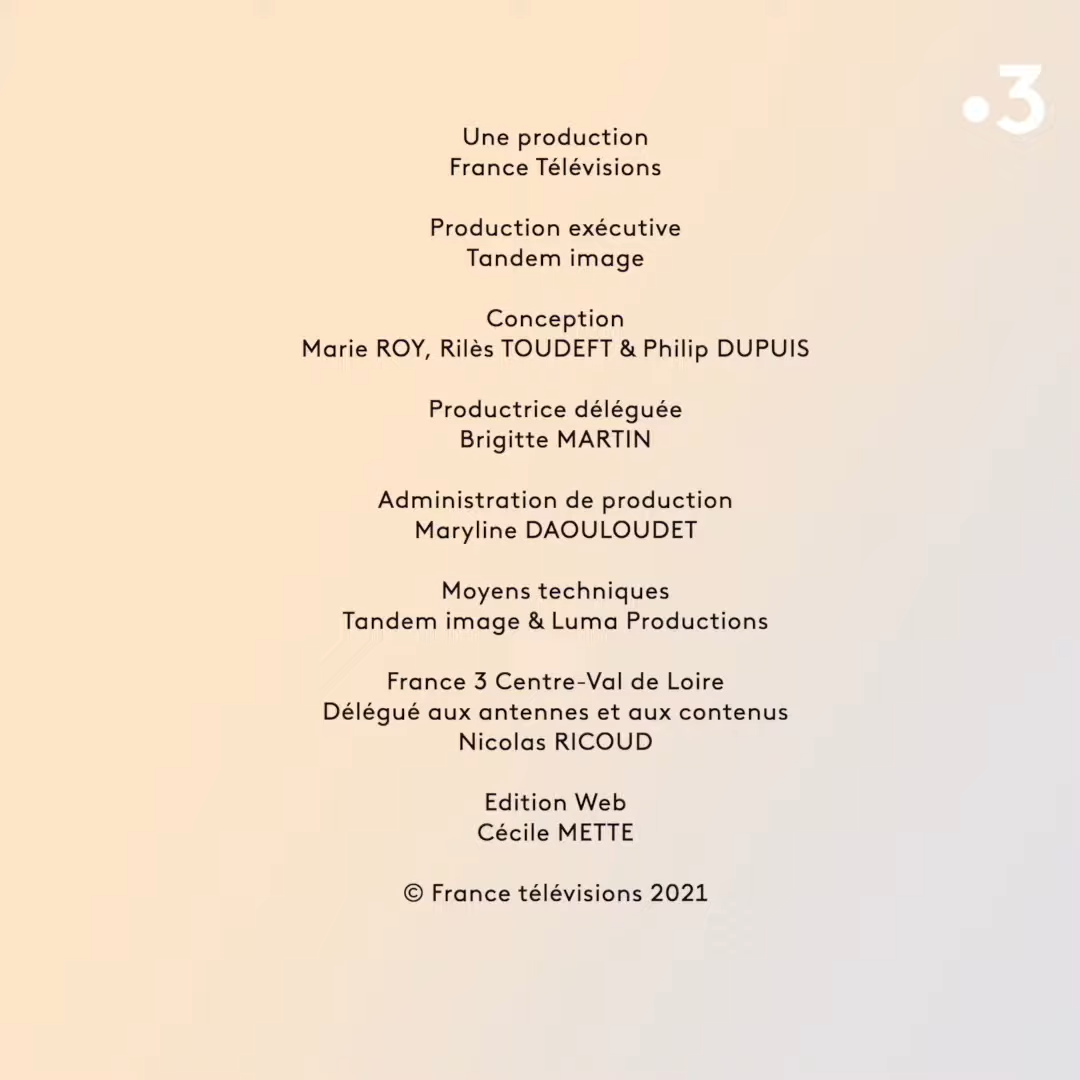 3
Une production
France Télévisions
Production exécutive
Tandem image
Conception
Marie ROY, Rilès TOUDEFT & Philip DUPUIS
Productrice déléguée
Brigitte MARTIN
Administration de production
Maryline DAOULOUDET
Moyens techniques
Tandem image & Luma Productions
France 3 Centre-Val de Loire
Délégué aux antennes et aux contenus
Nicolas RICOUD
Edition Web
Cécile METTE
© France télévisions 2021